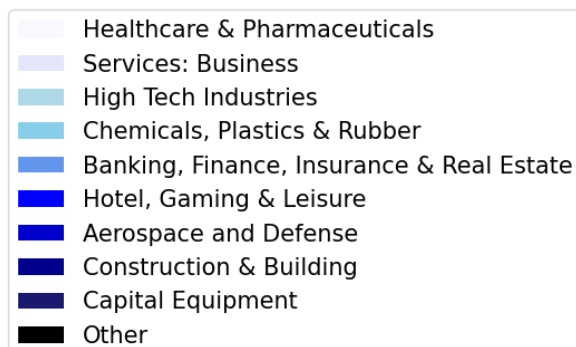 Healthcare & Pharmaceuticals
Services: Business
High Tech Industries
Chemicals, Plastics & Rubber
Banking, Finance, Insurance & Real Estate
Hotel, Gaming & Leisure
Aerospace and Defense
Construction & Building
Capital Equipment
Other